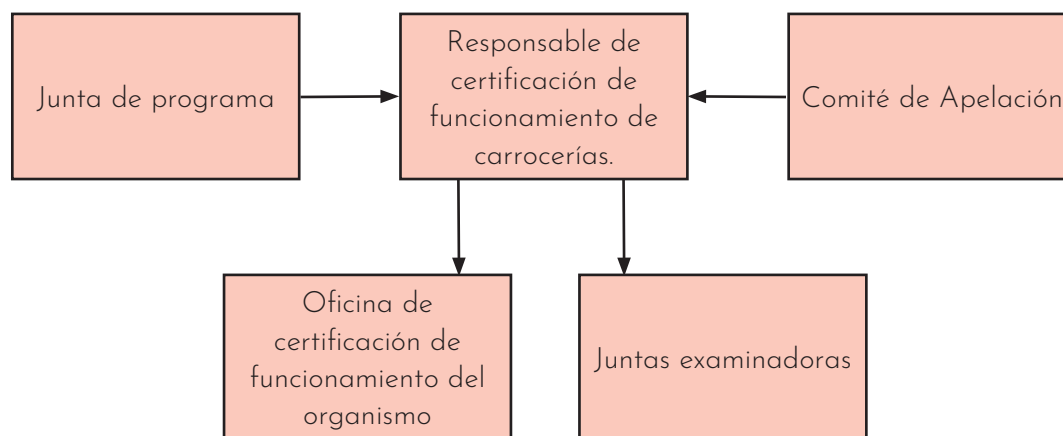 Junta de programa
Responsable de
certificación de
funcionamiento de
carrocerías.
Comité de Apelación
Oficina de
certificación de
funcionamiento del
organismo
Juntas examinadoras